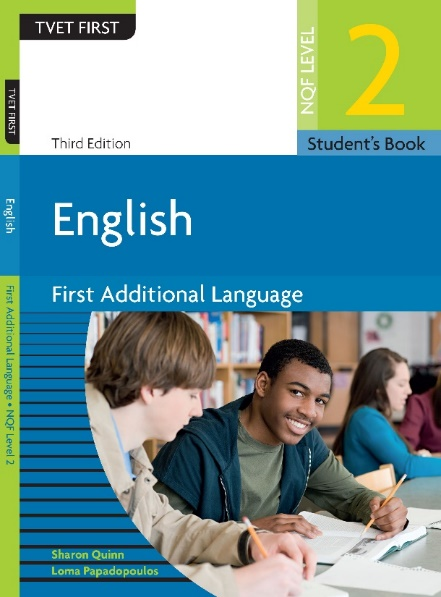 TVET FIRST
NQF LEVEL
2
Student's Book
TVET FIRST
Third Edition
English
English
First Additional Language
First Additional Language • NQF Level 2
Sharon Quinn
Lorna Papadopoulos